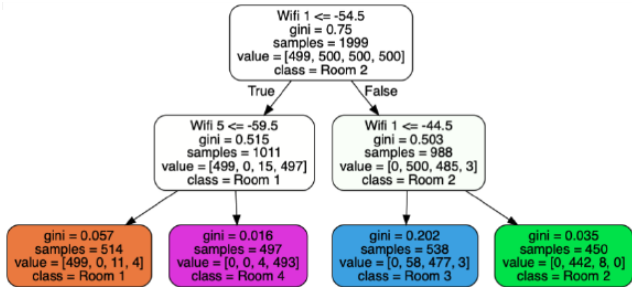 Wifi 1 <= -54.5
gini = 0.75
samples = 1999
value = [499, 500, 500, 500]
class = Room 2
True
False
Wifi 5 <= -59.5
gini = 0.515
samples = 1011
value = [499, 0, 15, 497]
class = Room 1
Wifi 1 <= -44.5
gini = 0.503
samples = 988
value = [0, 500, 485, 3]
class = Room 2
gini = 0.057
samples = 514
value = [499, 0, 11, 4]
class = Room 1
gini = 0.016
samples = 497
value = [0, 0, 4, 493]
class = Room 4
gini = 0.202
samples = 538
value = [0, 58, 477, 3]
class = Room 3
gini = 0.035
samples = 450
value = [0, 442, 8, 0]
class = Room 2